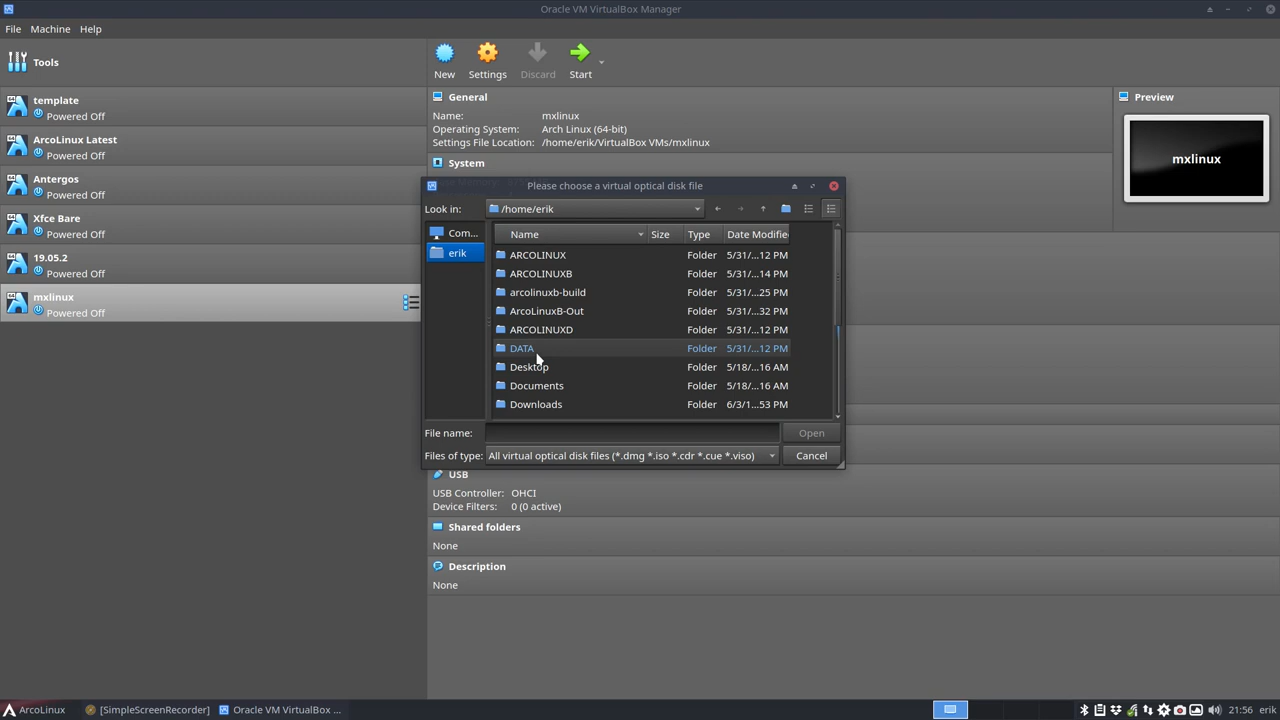 Oracle VM VirtualBox Manager
File Machine Help
Tools
template
Powered Off
ArcoLinux Latest
Powered Off
Antergos
Powered Off
Xfce Bare
Powered Off
19.05.2
Powered Off
mxlinux
Powered Off
New Settings Discard Start
General
Name: mxlinux
Operating System: Arch Linux (64-bit)
Settings File Location: /home/erik/VirtualBox VMs/mxlinux
System
Preview
mxlinux
Please choose a virtual optical disk file
Look in: /home/erik
Com...
erik
Name Size Type Date Modified
ARCOLINUX Folder 5/31/...12 PM
ARCOLINUXB Folder 5/31/...14 PM
arcolinuxb-build Folder 5/31/...25 PM
ArcoLinuxB-Out Folder 5/31/...32 PM
ARCOLINUXD Folder 5/31/...12 PM
DATA Folder 5/31/...12 PM
Desktop Folder 5/18/...16 AM
Documents Folder 5/18/...16 AM
Downloads Folder 6/3/1...53 PM
File name: Open
Files of type: All virtual optical disk files (*.dmg *.iso *.cdr *.cue *.viso) Cancel
USB
USB Controller: OHCI
Device Filters: 0 (0 active)
Shared folders
None
Description
None
ArcoLinux [SimpleScreenRecorder] Oracle VM VirtualBox ... 21:56 erik